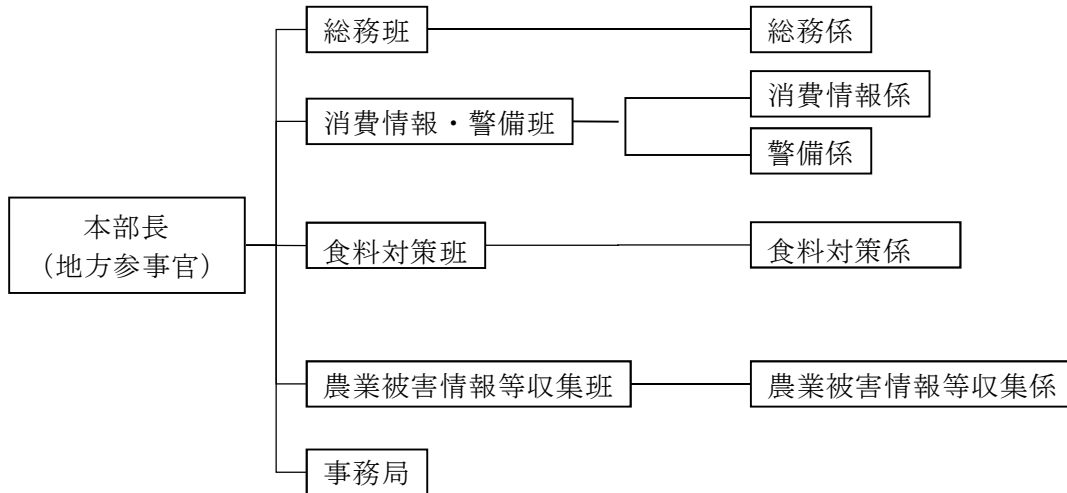 総務班
総務係
消費情報・警備班
消費情報係
警備係
本部長
（地方参事官）
食料対策班
食料対策係
農業被害情報等収集班
農業被害情報等収集係
事務局